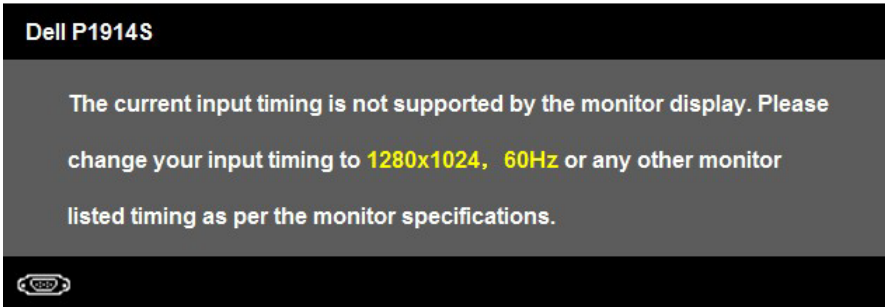 Dell P1914S
The current input timing is not supported by the monitor display. Please
change your input timing to 1280x1024, 60Hz or any other monitor
listed timing as per the monitor specifications.